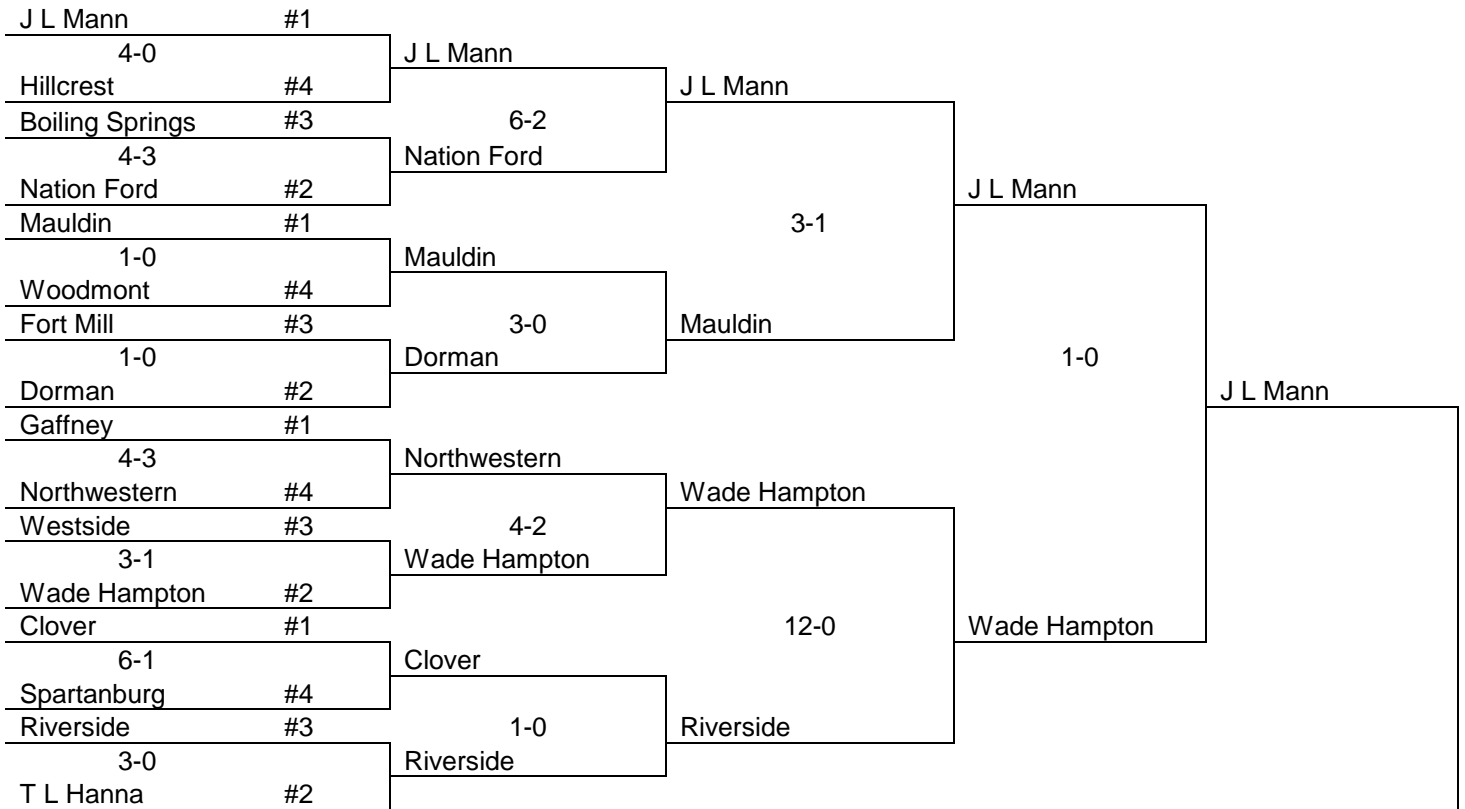 J L Mann #1
4-0 J L Mann
Hillcrest #4 J L Mann
Boiling Springs #3 6-2
4-3 Nation Ford
Nation Ford #2 J L Mann
Mauldin #1 3-1
1-0 Mauldin
Woodmont #4
Fort Mill #3 3-0 Mauldin
1-0 Dorman 1-0
Dorman #2 J L Mann
Gaffney #1
4-3 Northwestern
Northwestern #4 Wade Hampton
Westside #3 4-2
3-1 Wade Hampton
Wade Hampton #2
Clover #1 12-0 Wade Hampton
6-1 Clover
Spartanburg #4
Riverside #3 1-0 Riverside
3-0 Riverside
T L Hanna #2